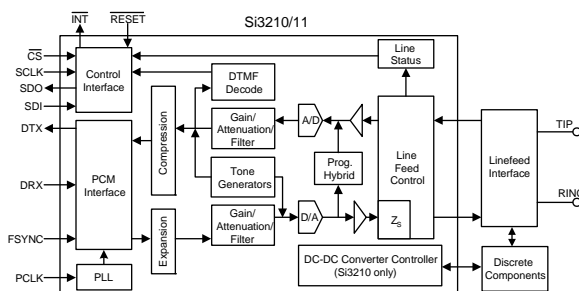 INT
RESET
Si3210/11
CS
SCLK
SDO
SDI
Control
Interface
Line
Status
DTMF
Decode
DTX
DRX
FSYNC
PCLK
PCM
Interface
PLL
Compression
Expansion
Gain/
Attenuation/
Filter
Tone
Generators
Gain/
Attenuation/
Filter
A/D
Prog.
Hybrid
D/A
Line
Feed
Control
ZS
DC-DC Converter Controller
(Si3210 only)
Linefeed
Interface
Discrete
Components
TIP
RING